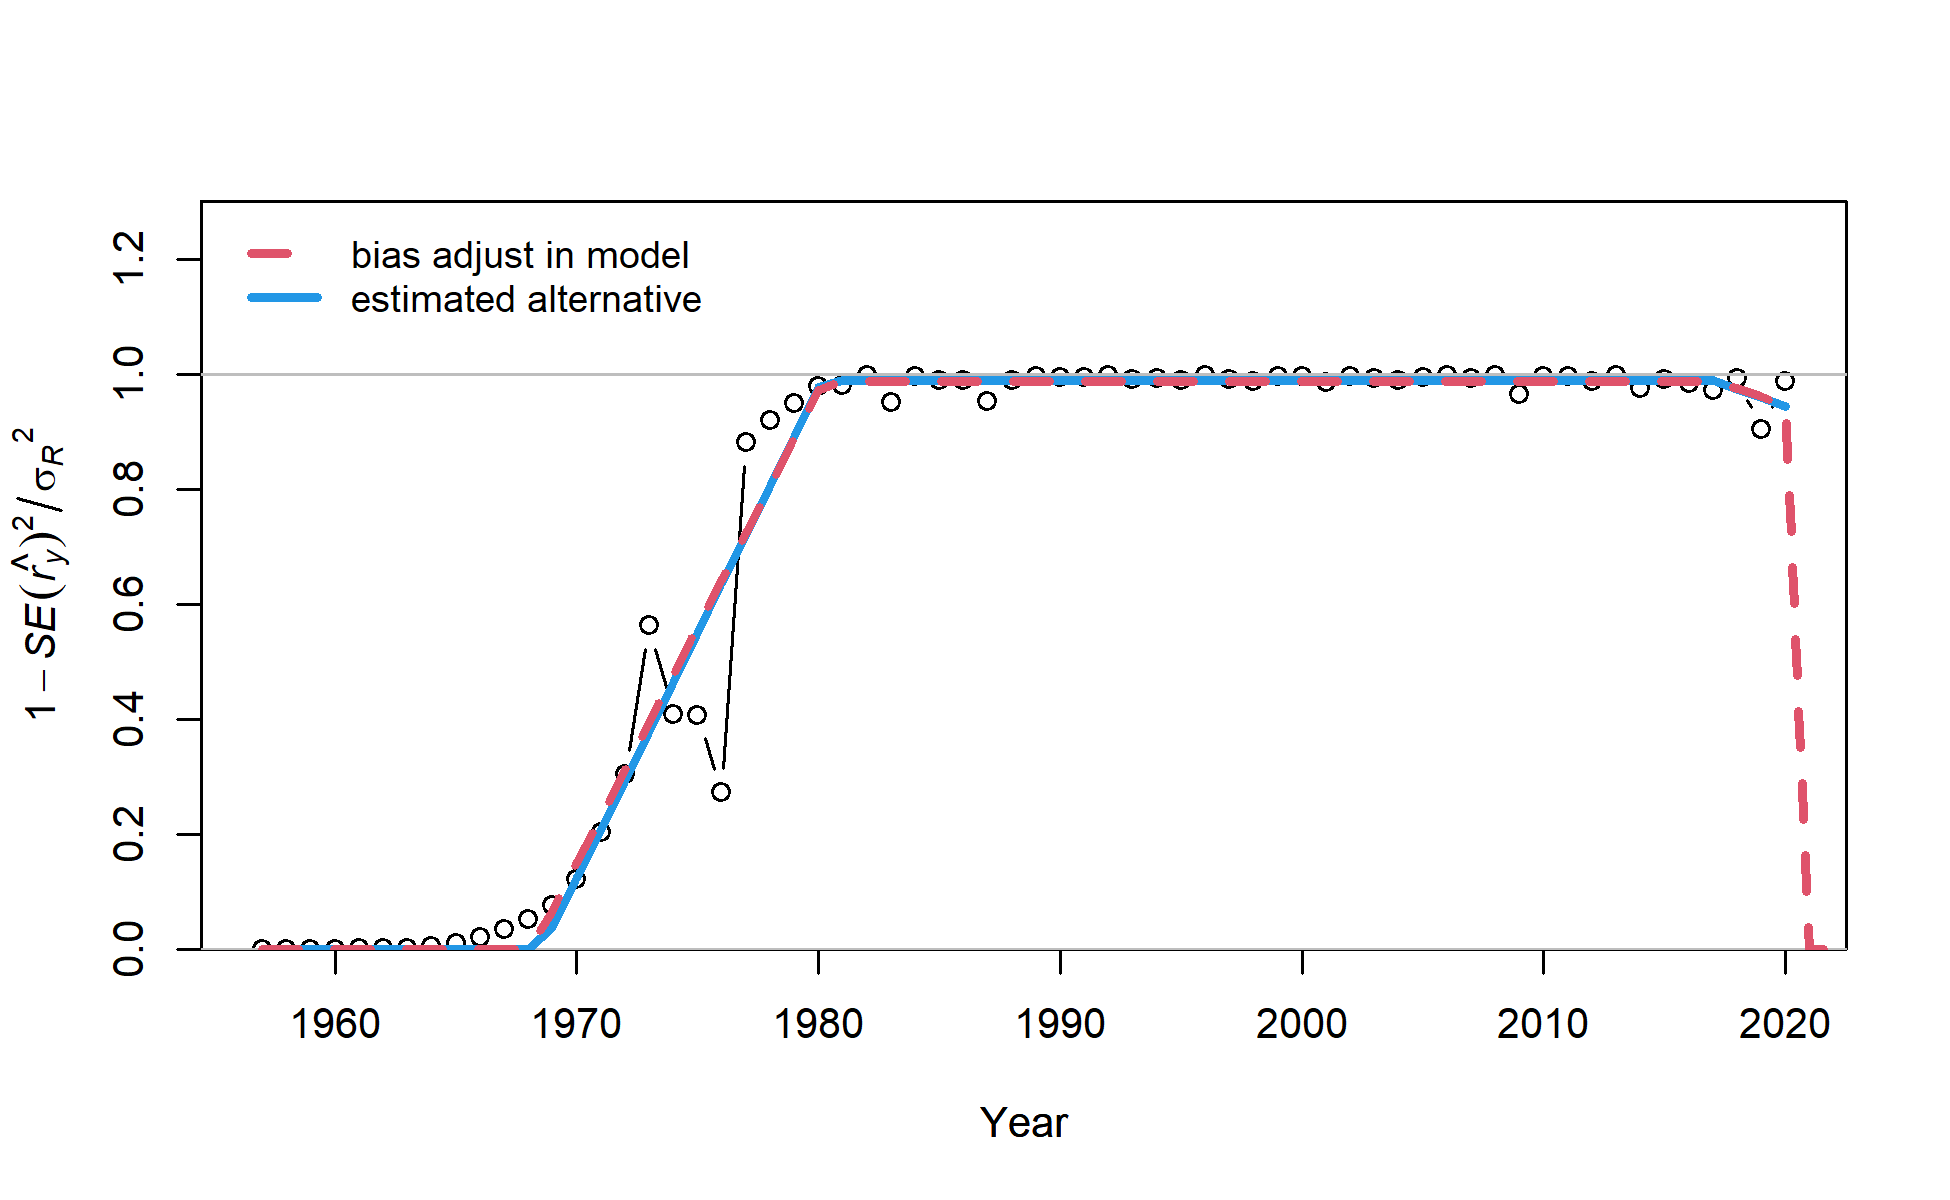 bias adjust in model
estimated alternative
1.2
1.0
0.8
0.6
0.4
0.2
0.0
1 − SE(r̂y)² / σR²
1960 1970 1980 1990 2000 2010 2020
Year